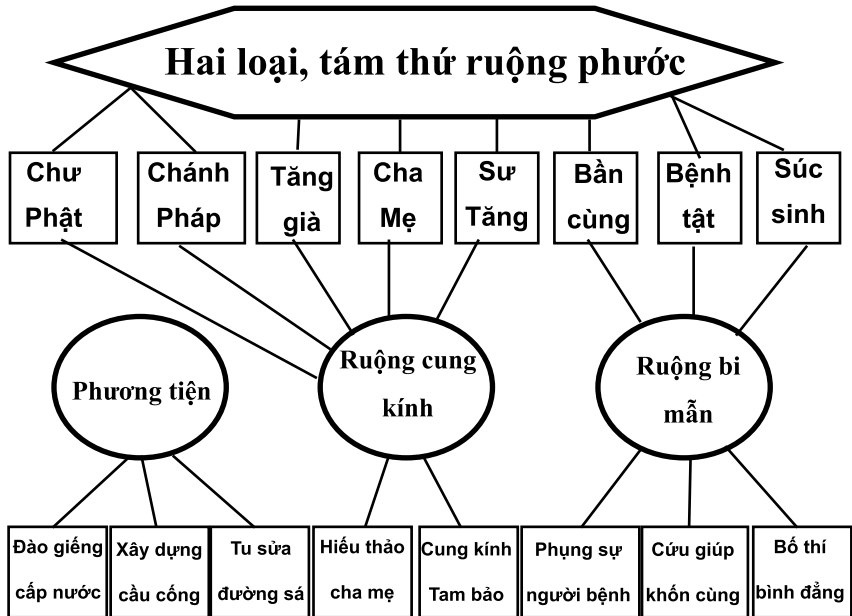 Hai loại, tám thứ ruộng phước
Chư
Phật
Chánh
Pháp
Tăng
già
Cha
Mẹ
Sư
Tăng
Bần
cùng
Bệnh
tật
Súc
sinh
Phương tiện
Ruộng cung
kính
Ruộng bi
mẫn
Đào giếng
cấp nước
Xây dựng
cầu cống
Tu sửa
đường sá
Hiếu thảo
cha mẹ
Cung kính
Tam bảo
Phụng sự
người bệnh
Cứu giúp
khốn cùng
Bố thí
bình đẳng